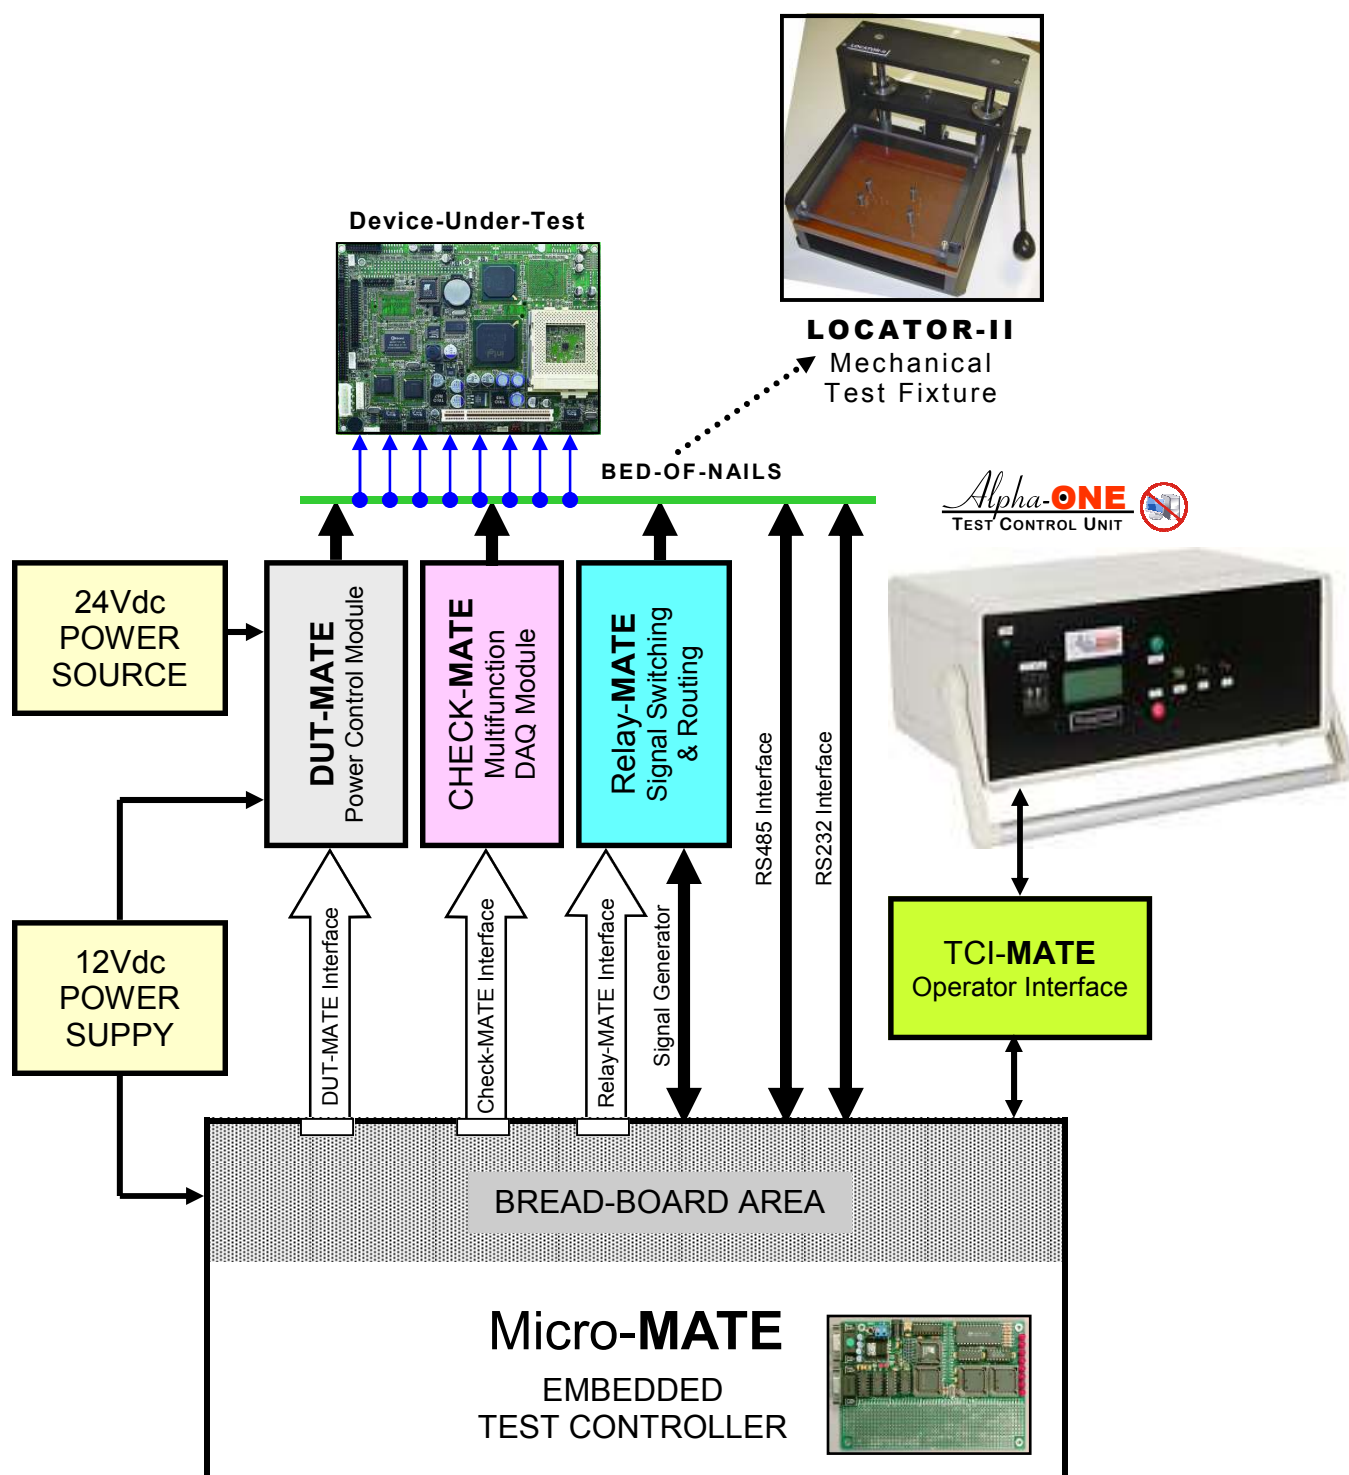 LOCATOR-II
Device-Under-Test
LOCATOR-II
Mechanical
Test Fixture
BED-OF-NAILS
Alpha-ONE
TEST CONTROL UNIT
24Vdc
POWER
SOURCE
DUT-MATE
Power Control Module
CHECK-MATE
Multifunction
DAQ Module
Relay-MATE
Signal Switching
& Routing
RS485 Interface
RS232 Interface
12Vdc
POWER
SUPPY
DUT-MATE Interface
Check-MATE Interface
Relay-MATE Interface
Signal Generator
TCI-MATE
Operator Interface
BREAD-BOARD AREA
Micro-MATE
EMBEDDED
TEST CONTROLLER